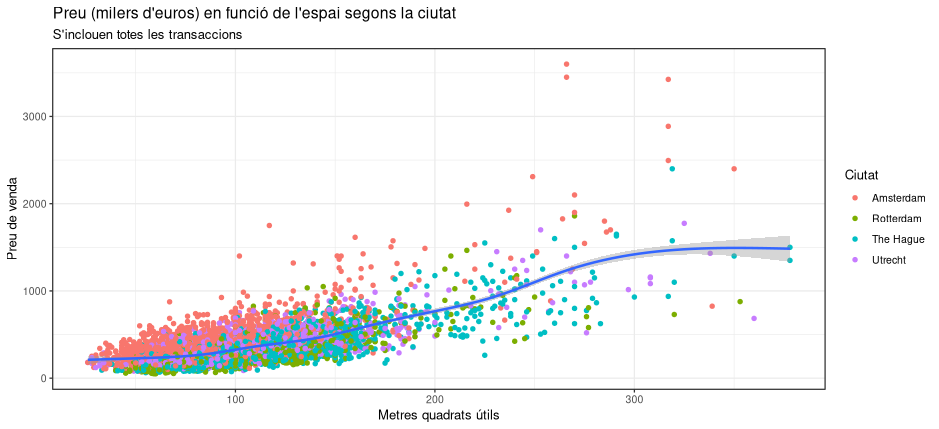 Preu (milers d'euros) en funció de l'espai segons la ciutat
S'inclouen totes les transaccions
Preu de venda
3000
2000
1000
0
100
200
300
Metres quadrats útils
Ciutat
Amsterdam
Rotterdam
The Hague
Utrecht